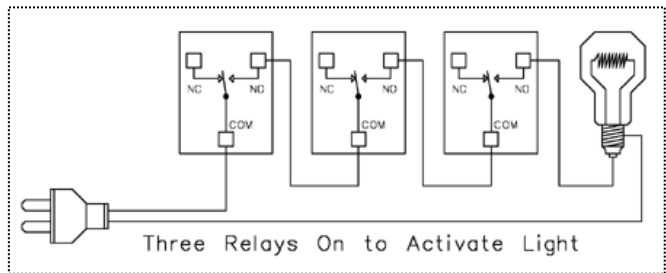 NC NO NC NO NC NO
COM COM COM
Three Relays On to Activate Light